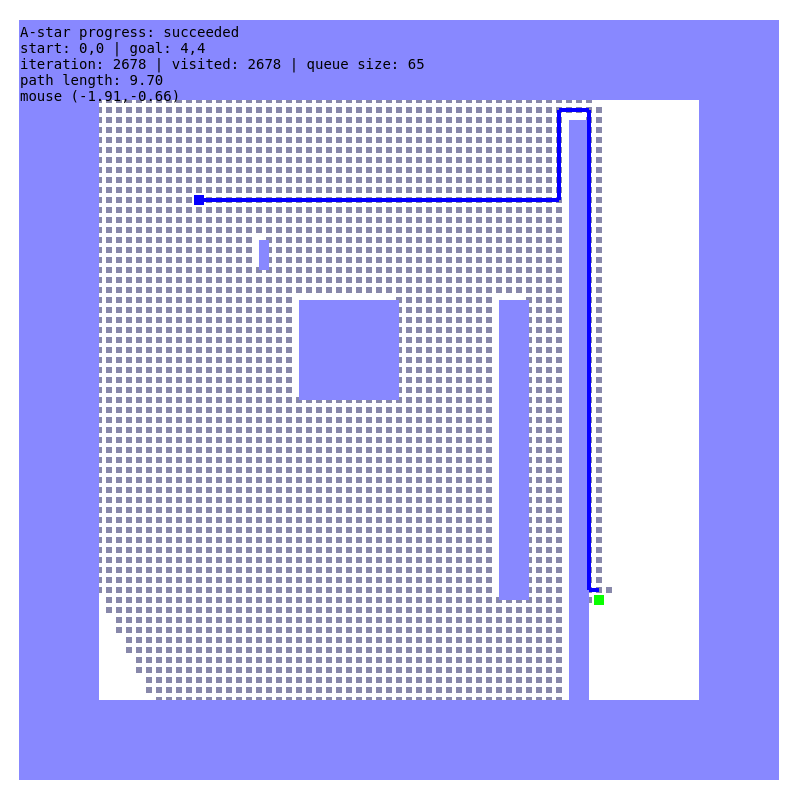 A-star progress: succeeded
start: 0,0 | goal: 4,4
iteration: 2678 | visited: 2678 | queue size: 65
path length: 9.70
mouse (-1.91,-0.66)